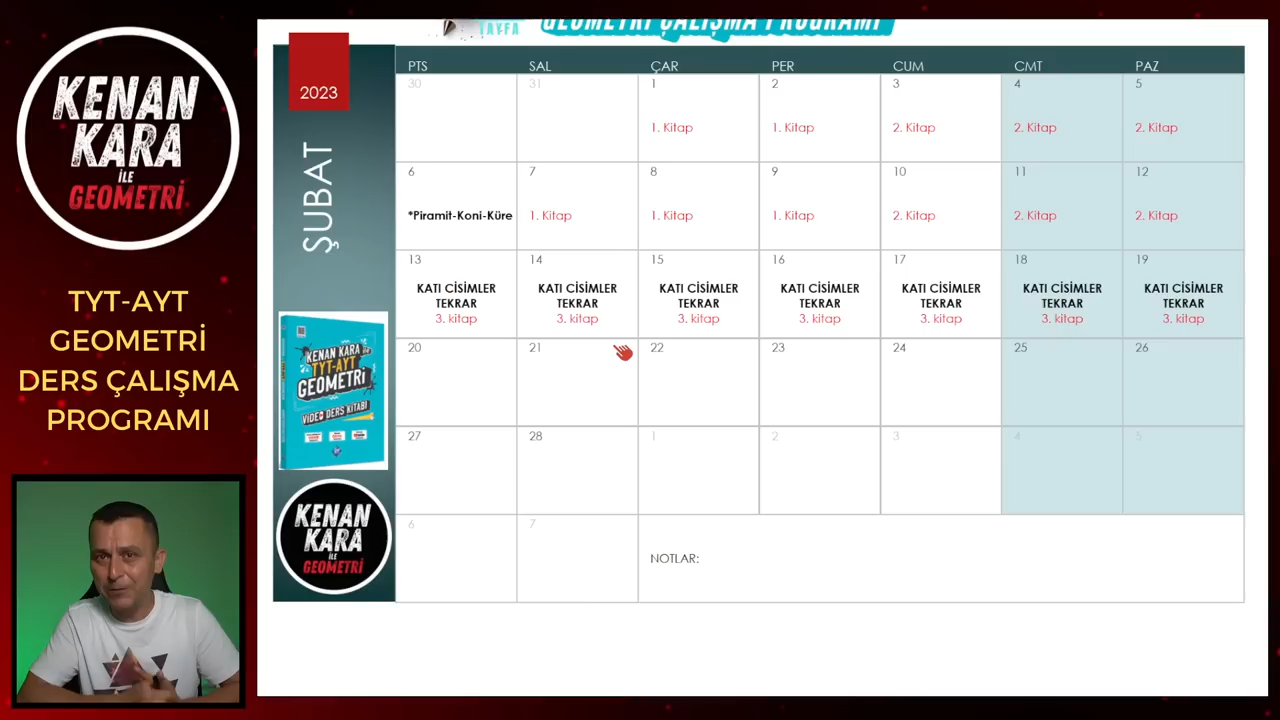 KENAN
KARA
İLE
GEOMETRİ
TYT-AYT
GEOMETRİ
DERS ÇALIŞMA
PROGRAMI
TAYFA
GEOMETRİ ÇALIŞMA PROGRAMI
2023
ŞUBAT
PTS SAL ÇAR PER CUM CMT PAZ
30 31 1 2 3 4 5
1. Kitap 1. Kitap 2. Kitap 2. Kitap 2. Kitap
6 7 8 9 10 11 12
*Piramit-Koni-Küre 1. Kitap 1. Kitap 1. Kitap 2. Kitap 2. Kitap 2. Kitap
13 14 15 16 17 18 19
KATI CİSİMLER KATI CİSİMLER KATI CİSİMLER KATI CİSİMLER KATI CİSİMLER KATI CİSİMLER KATI CİSİMLER
TEKRAR TEKRAR TEKRAR TEKRAR TEKRAR TEKRAR TEKRAR
3. kitap 3. kitap 3. kitap 3. kitap 3. kitap 3. kitap 3. kitap
20 21 22 23 24 25 26
27 28 1 2 3 4 5
6 7
NOTLAR:
KENAN KARA İLE
TYT-AYT
GEOMETRİ
VİDEO DERS KİTABI
KENAN
KARA
İLE
GEOMETRİ